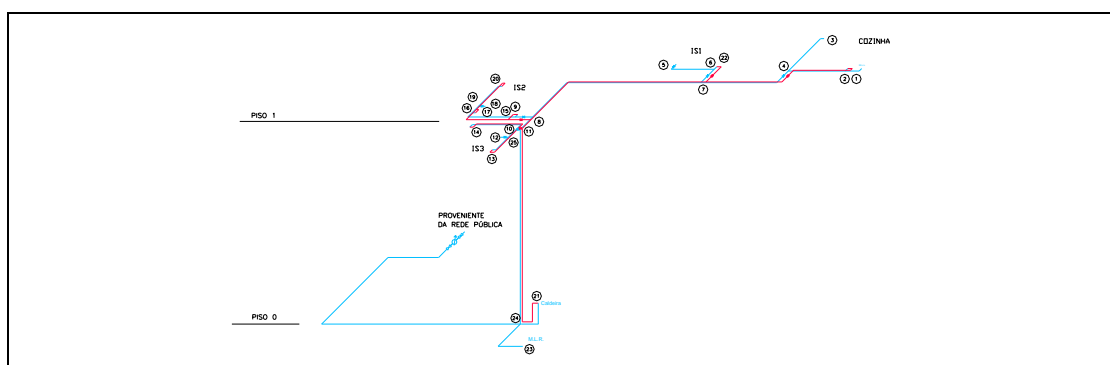 3
COZINHA
IS1
22
6
4
5
2
1
7
20
IS2
19
18
16
17
15
9
8
PISO 1
14
10
11
12
25
IS3
13
PROVENIENTE
DA REDE PÚBLICA
21
Caldeira
PISO 0
24
M.L.R.
23